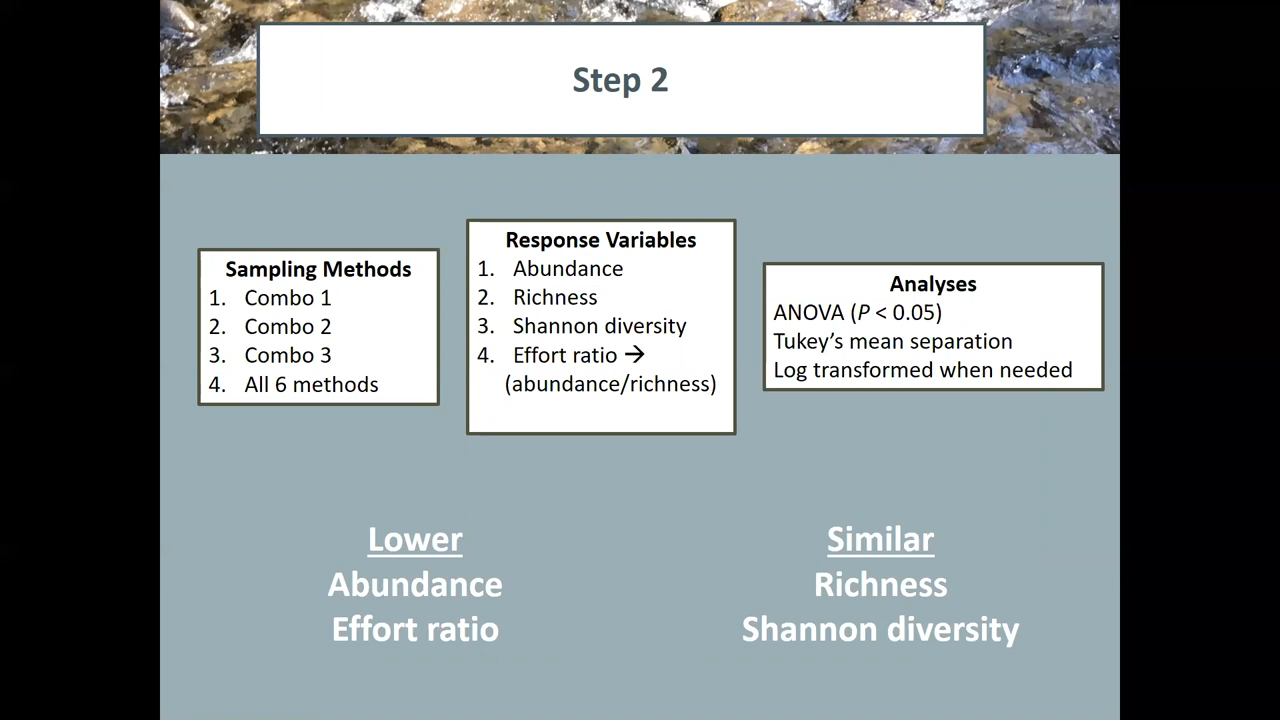 Step 2
Sampling Methods
1. Combo 1
2. Combo 2
3. Combo 3
4. All 6 methods
Response Variables
1. Abundance
2. Richness
3. Shannon diversity
4. Effort ratio →
(abundance/richness)
Analyses
ANOVA (P < 0.05)
Tukey’s mean separation
Log transformed when needed
Lower
Abundance
Effort ratio
Similar
Richness
Shannon diversity